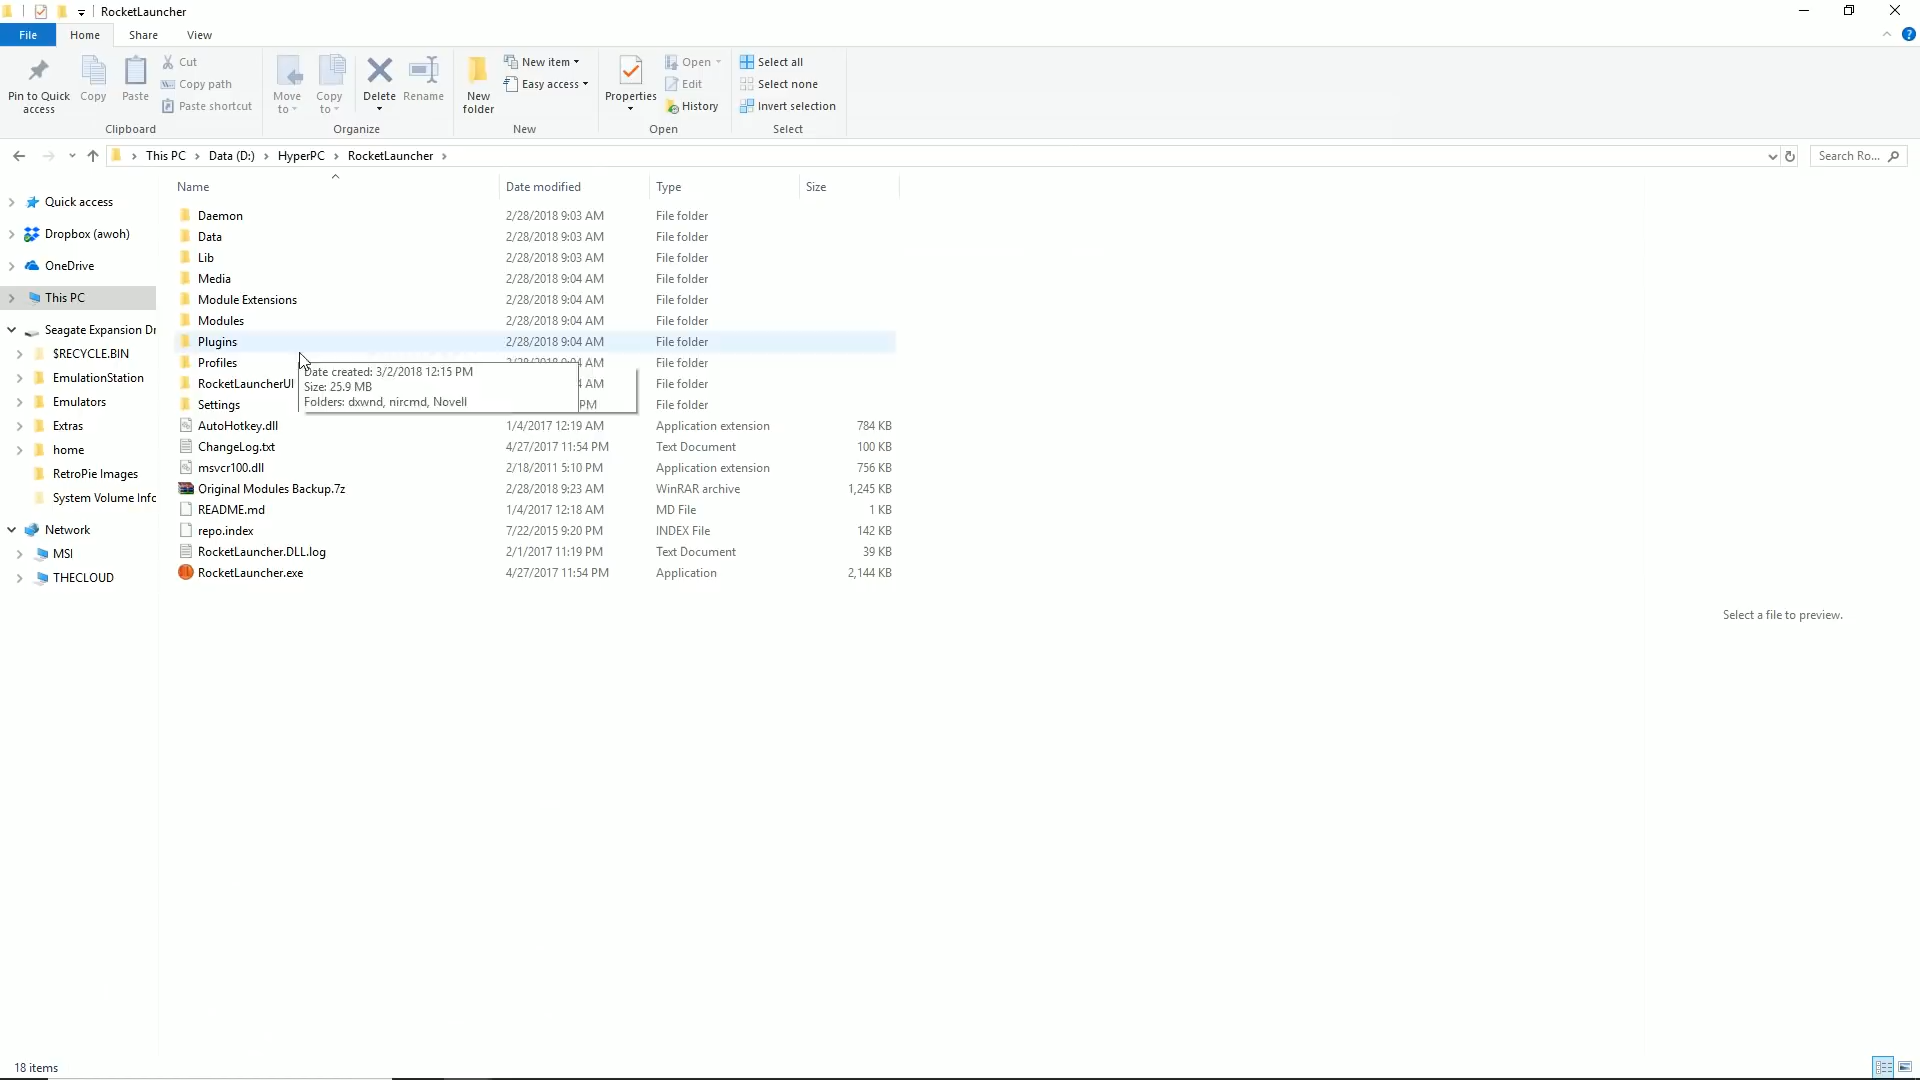 RocketLauncher
File Home Share View
Pin to Quick access
Copy
Paste
Cut
Copy path
Paste shortcut
Clipboard
Move to
Copy to
Delete
Rename
Organize
New folder
New item
Easy access
New
Properties
Open
Edit
History
Open
Select all
Select none
Invert selection
Select
This PC Data (D:) HyperPC RocketLauncher
Search Ro...
Quick access
Dropbox (awoh)
OneDrive
This PC
Seagate Expansion Dr
$RECYCLE.BIN
EmulationStation
Emulators
Extras
home
RetroPie Images
System Volume Info
Network
MSI
THECLOUD
Name Date modified Type Size
Daemon 2/28/2018 9:03 AM File folder
Data 2/28/2018 9:03 AM File folder
Lib 2/28/2018 9:03 AM File folder
Media 2/28/2018 9:04 AM File folder
Module Extensions 2/28/2018 9:04 AM File folder
Modules 2/28/2018 9:04 AM File folder
Plugins 2/28/2018 9:04 AM File folder
Profiles 2/28/2018 9:04 AM File folder
RocketLauncherUI AM File folder
Settings PM File folder
Date created: 3/2/2018 12:15 PM
Size: 25.9 MB
Folders: dxwnd, nircmd, Novell
AutoHotkey.dll 1/4/2017 12:19 AM Application extension 784 KB
ChangeLog.txt 4/27/2017 11:54 PM Text Document 100 KB
msvcr100.dll 2/18/2011 5:10 PM Application extension 756 KB
Original Modules Backup.7z 2/28/2018 9:23 AM WinRAR archive 1,245 KB
README.md 1/4/2017 12:18 AM MD File 1 KB
repo.index 7/22/2015 9:20 PM INDEX File 142 KB
RocketLauncher.DLL.log 2/1/2017 11:19 PM Text Document 39 KB
RocketLauncher.exe 4/27/2017 11:54 PM Application 2,144 KB
Select a file to preview.
18 items